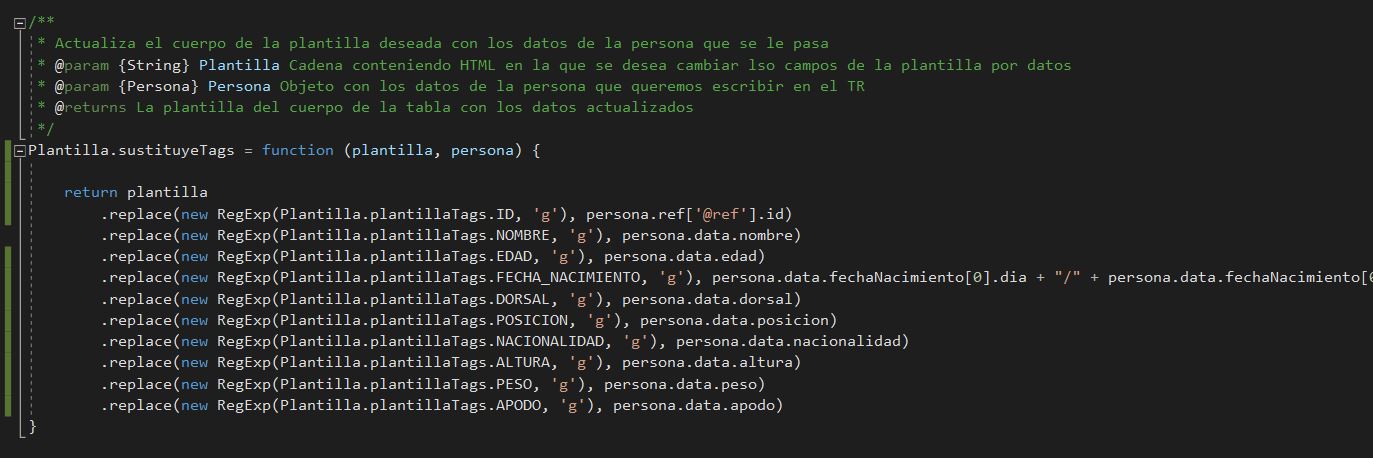 /**
* Actualiza el cuerpo de la plantilla deseada con los datos de la persona que se le pasa
* @param {String} Plantilla Cadena conteniendo HTML en la que se desea cambiar lso campos de la plantilla por datos
* @param {Persona} Persona Objeto con los datos de la persona que queremos escribir en el TR
* @returns La plantilla del cuerpo de la tabla con los datos actualizados
*/
Plantilla.sustituyeTags = function (plantilla, persona) {
return plantilla
.replace(new RegExp(Plantilla.plantillaTags.ID, 'g'), persona.ref['@ref'].id)
.replace(new RegExp(Plantilla.plantillaTags.NOMBRE, 'g'), persona.data.nombre)
.replace(new RegExp(Plantilla.plantillaTags.EDAD, 'g'), persona.data.edad)
.replace(new RegExp(Plantilla.plantillaTags.FECHA_NACIMIENTO, 'g'), persona.data.fechaNacimiento[0].dia + "/" + persona.data.fechaNacimiento[0
.replace(new RegExp(Plantilla.plantillaTags.DORSAL, 'g'), persona.data.dorsal)
.replace(new RegExp(Plantilla.plantillaTags.POSICION, 'g'), persona.data.posicion)
.replace(new RegExp(Plantilla.plantillaTags.NACIONALIDAD, 'g'), persona.data.nacionalidad)
.replace(new RegExp(Plantilla.plantillaTags.ALTURA, 'g'), persona.data.altura)
.replace(new RegExp(Plantilla.plantillaTags.PESO, 'g'), persona.data.peso)
.replace(new RegExp(Plantilla.plantillaTags.APODO, 'g'), persona.data.apodo)
}